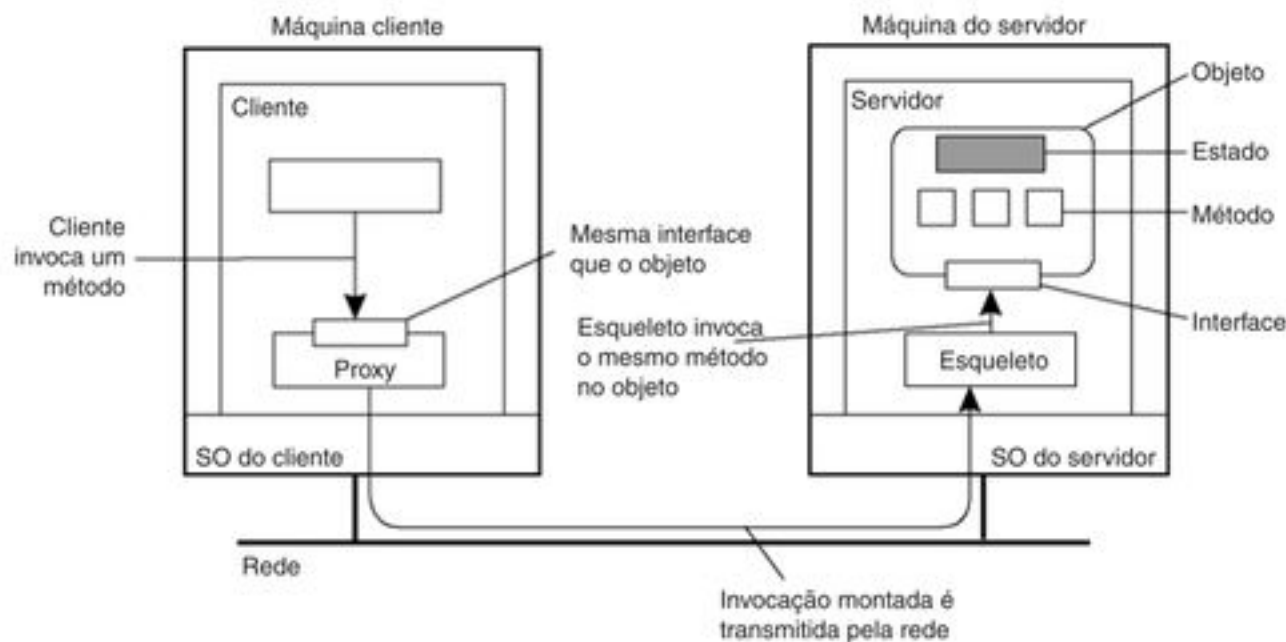 Máquina cliente
Máquina do servidor
Cliente
Servidor
Objeto
Estado
Método
Cliente
invoca um
método
Mesma interface
que o objeto
Interface
Esqueleto invoca
o mesmo método
no objeto
Proxy
Esqueleto
SO do cliente
SO do servidor
Rede
Invocação montada é
transmitida pela rede